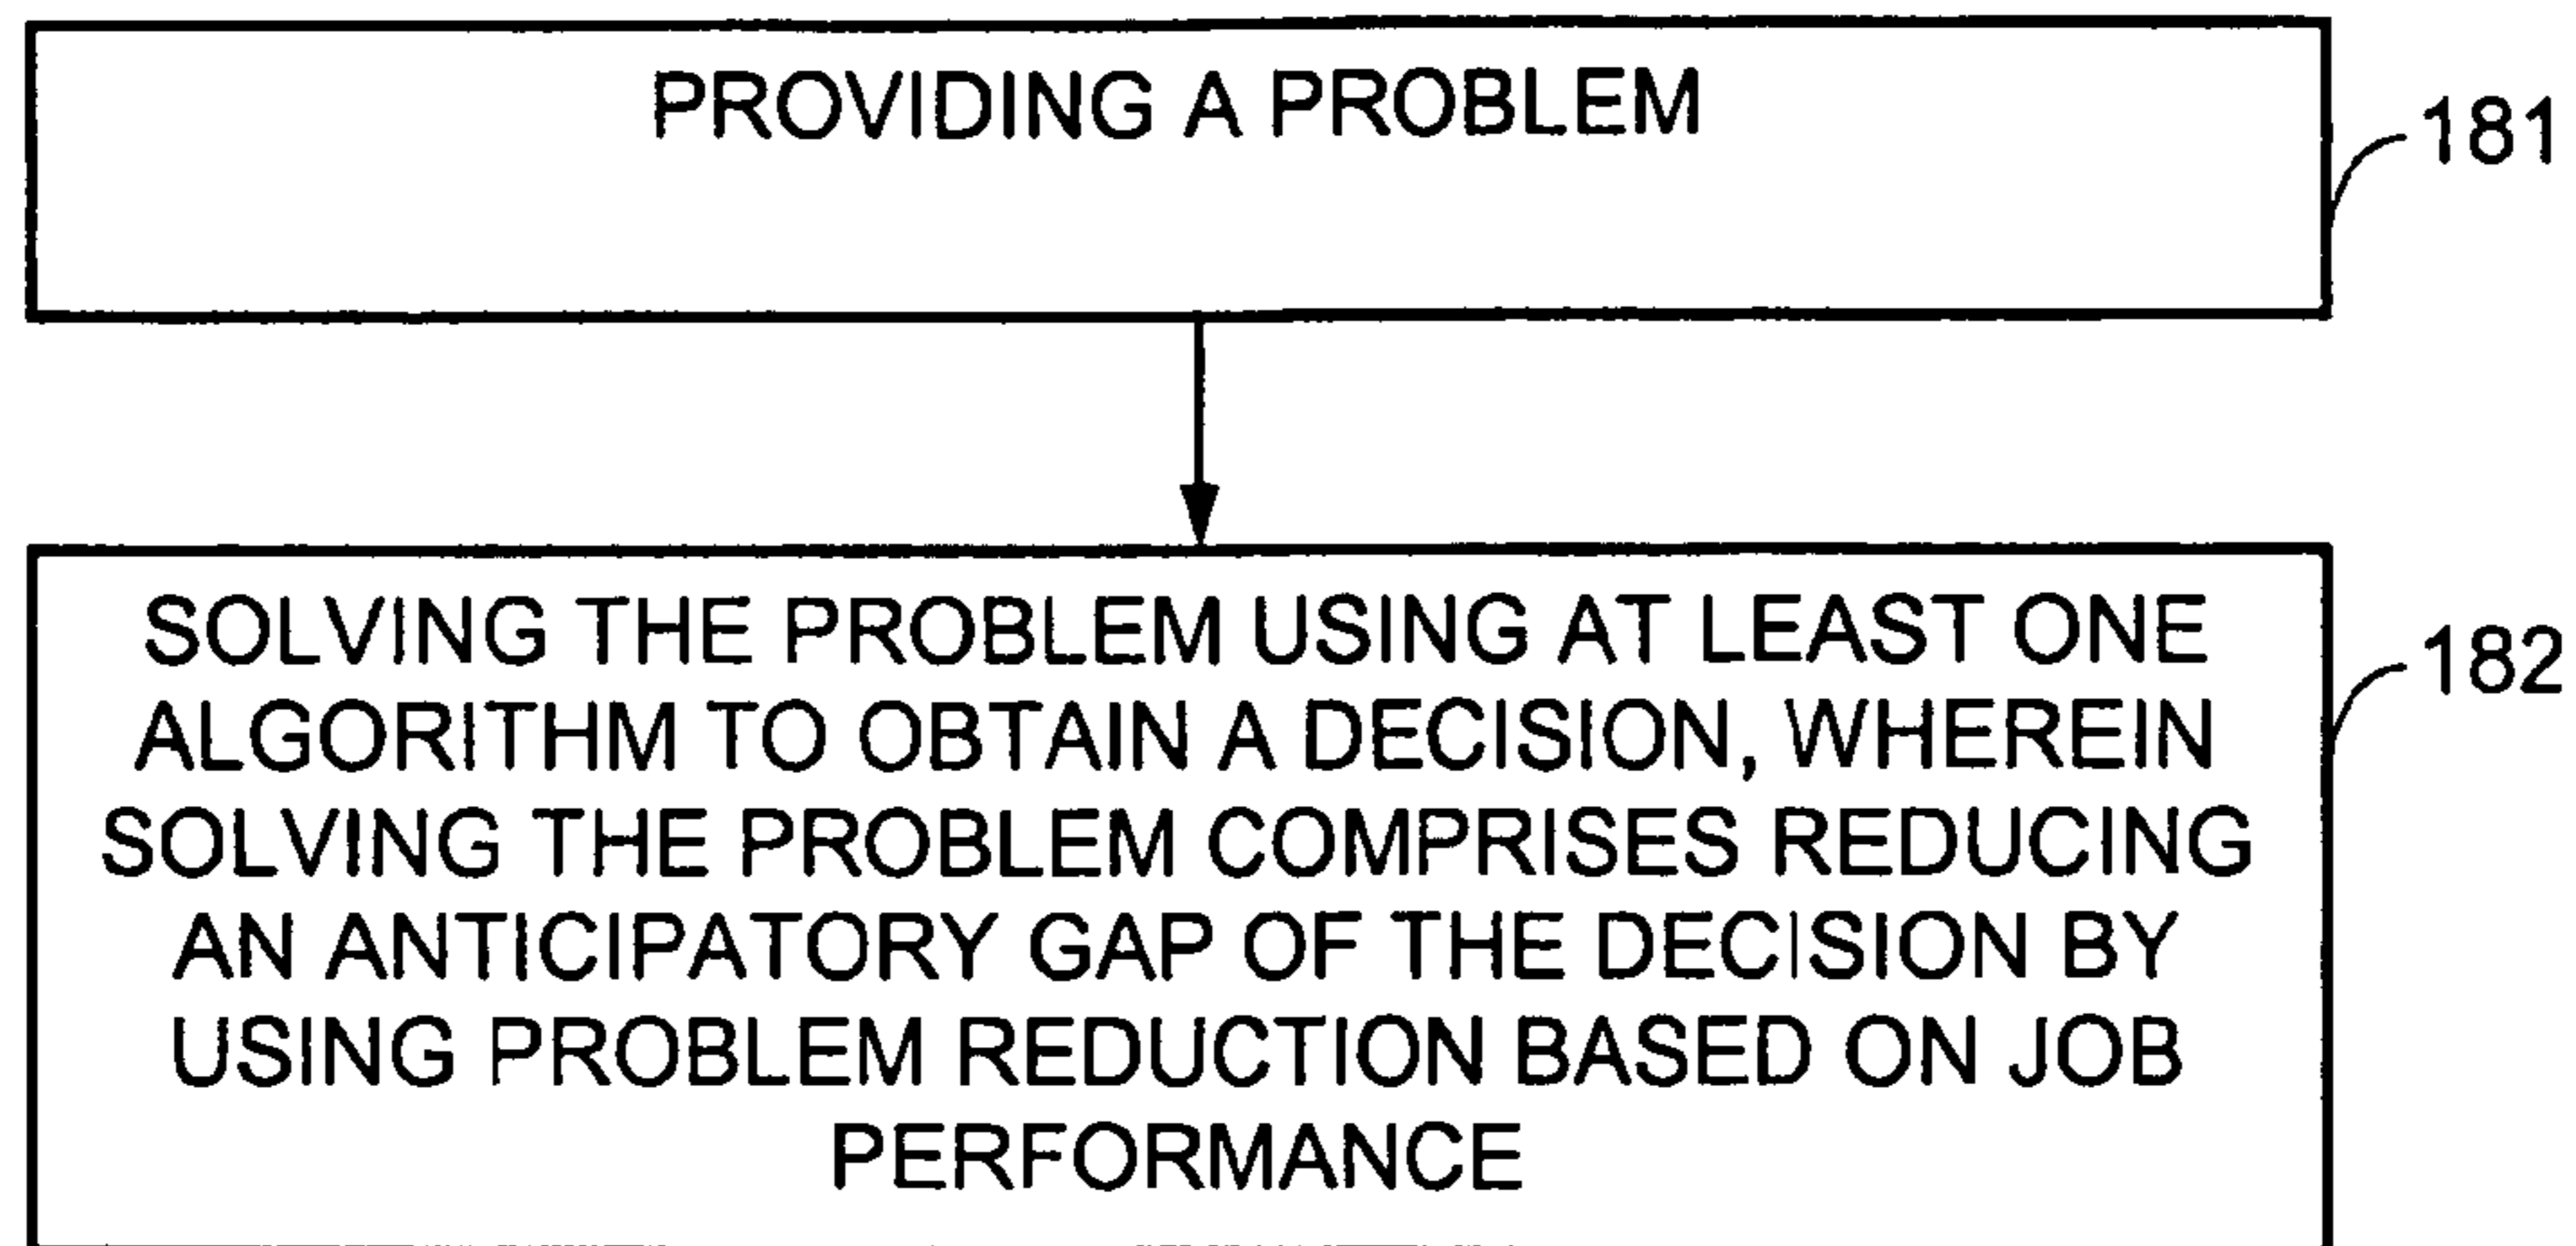 PROVIDING A PROBLEM
181
SOLVING THE PROBLEM USING AT LEAST ONE
ALGORITHM TO OBTAIN A DECISION, WHEREIN
SOLVING THE PROBLEM COMPRISES REDUCING
AN ANTICIPATORY GAP OF THE DECISION BY
USING PROBLEM REDUCTION BASED ON JOB
PERFORMANCE
182